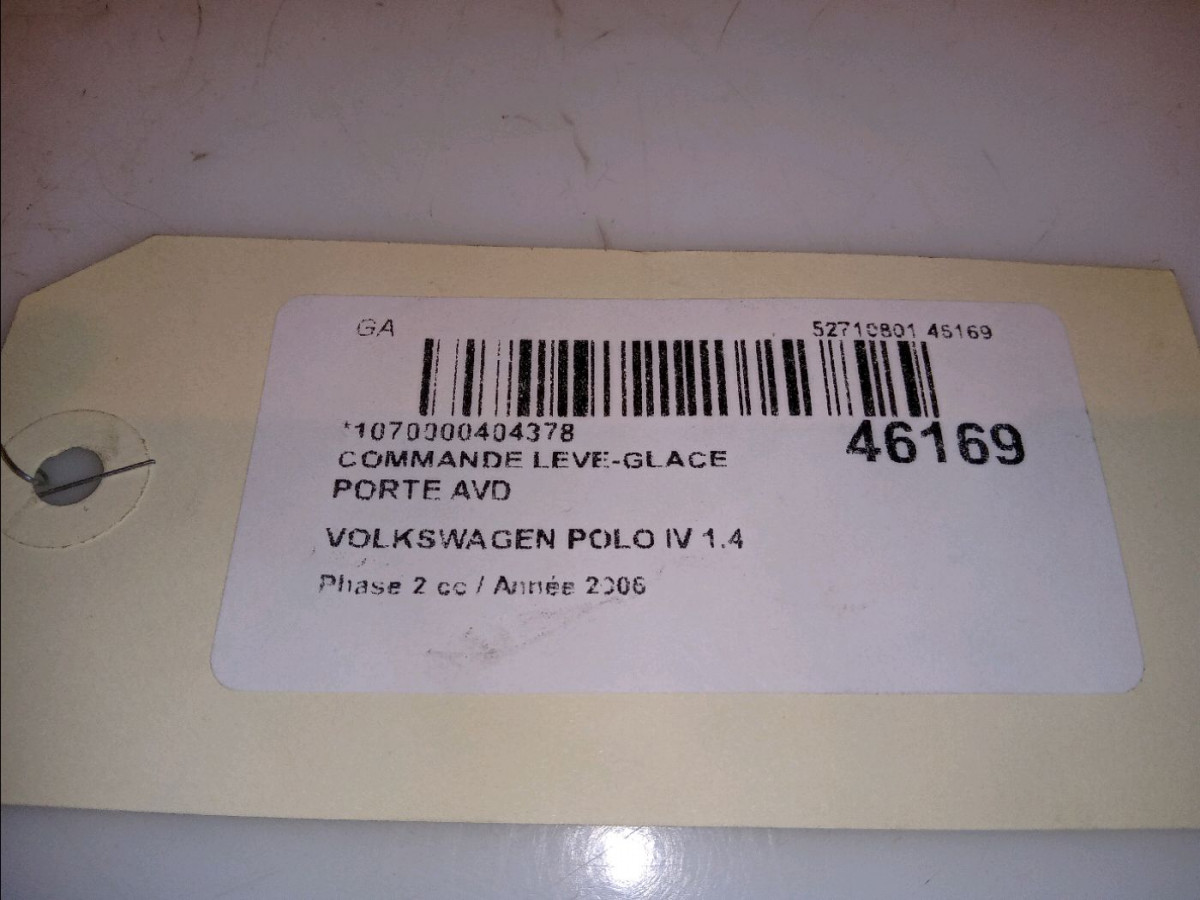 GA
52710801 46169
*1070000404378
46169
COMMANDE LEVE-GLACE
PORTE AVD
VOLKSWAGEN POLO IV 1.4
Phase 2 cc / Année 2006